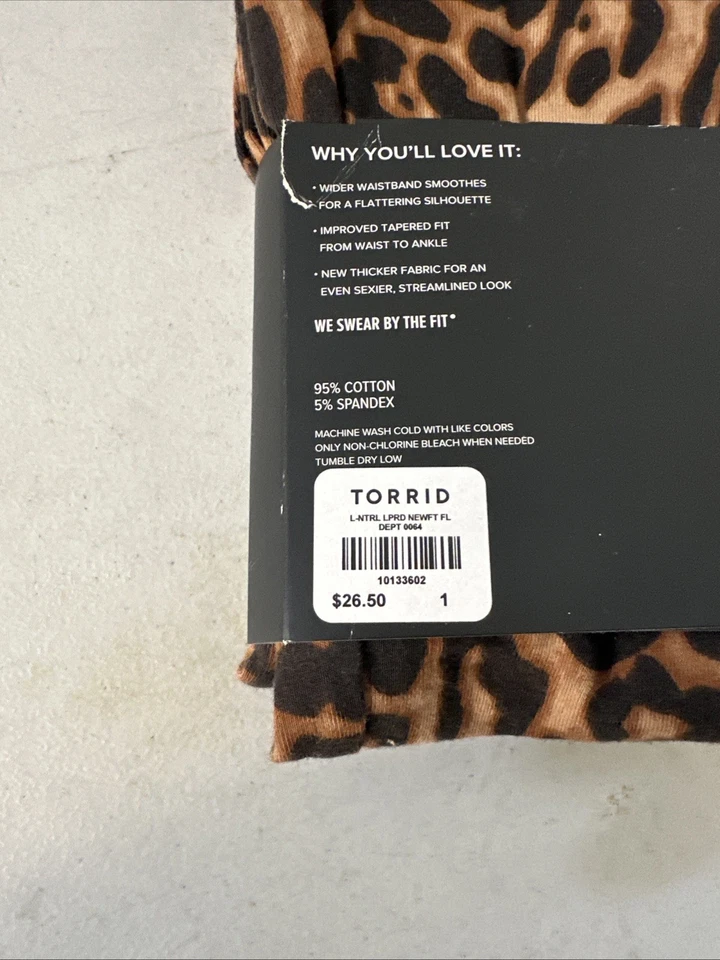 WHY YOU'LL LOVE IT:
• WIDER WAISTBAND SMOOTHES
FOR A FLATTERING SILHOUETTE
• IMPROVED TAPERED FIT
FROM WAIST TO ANKLE
• NEW THICKER FABRIC FOR AN
EVEN SEXIER, STREAMLINED LOOK
WE SWEAR BY THE FIT®
95% COTTON
5% SPANDEX
MACHINE WASH COLD WITH LIKE COLORS
ONLY NON-CHLORINE BLEACH WHEN NEEDED
TUMBLE DRY LOW
TORRID
L-NTRL LPRD NEWFT FL
DEPT 0064
10133602
$26.50 1